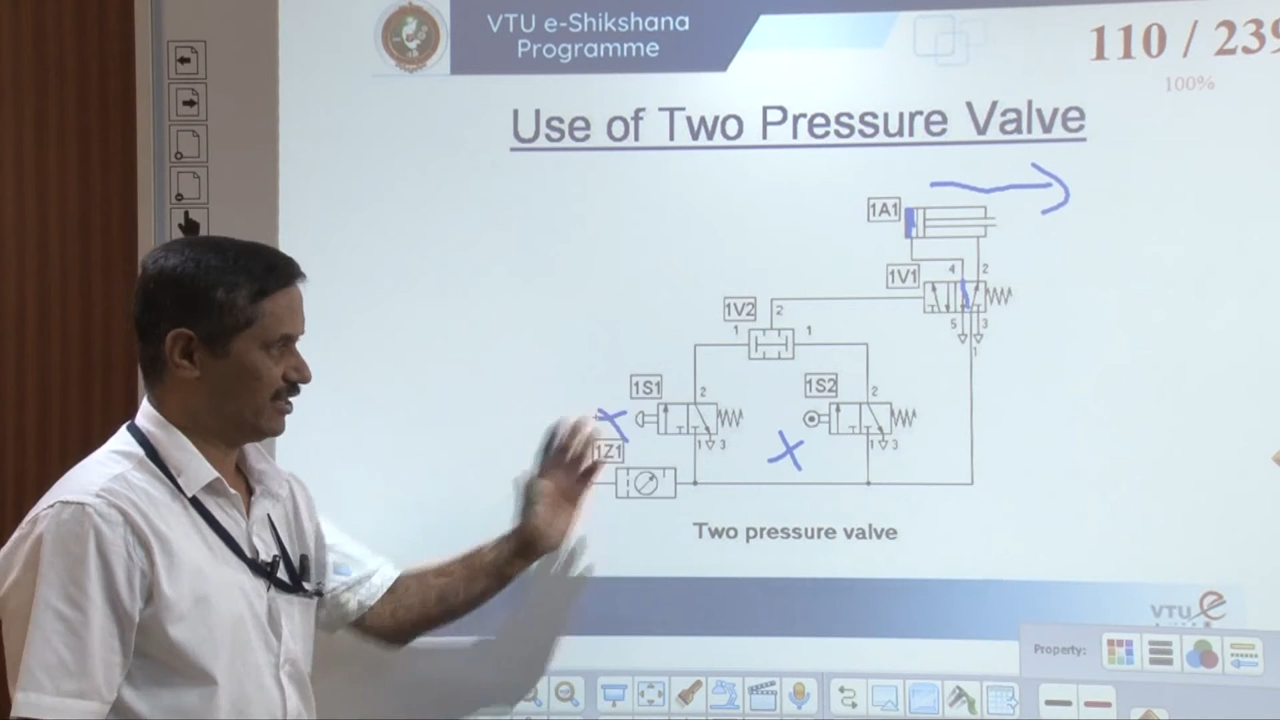 VTU e-Shikshana
Programme
110 / 239
100%
Use of Two Pressure Valve
1A1
1V1
4
2
1V2
2
5
3
1
1
1
1S1
2
1S2
2
1Z1
1
3
1
3
Two pressure valve
VTU e
Property: